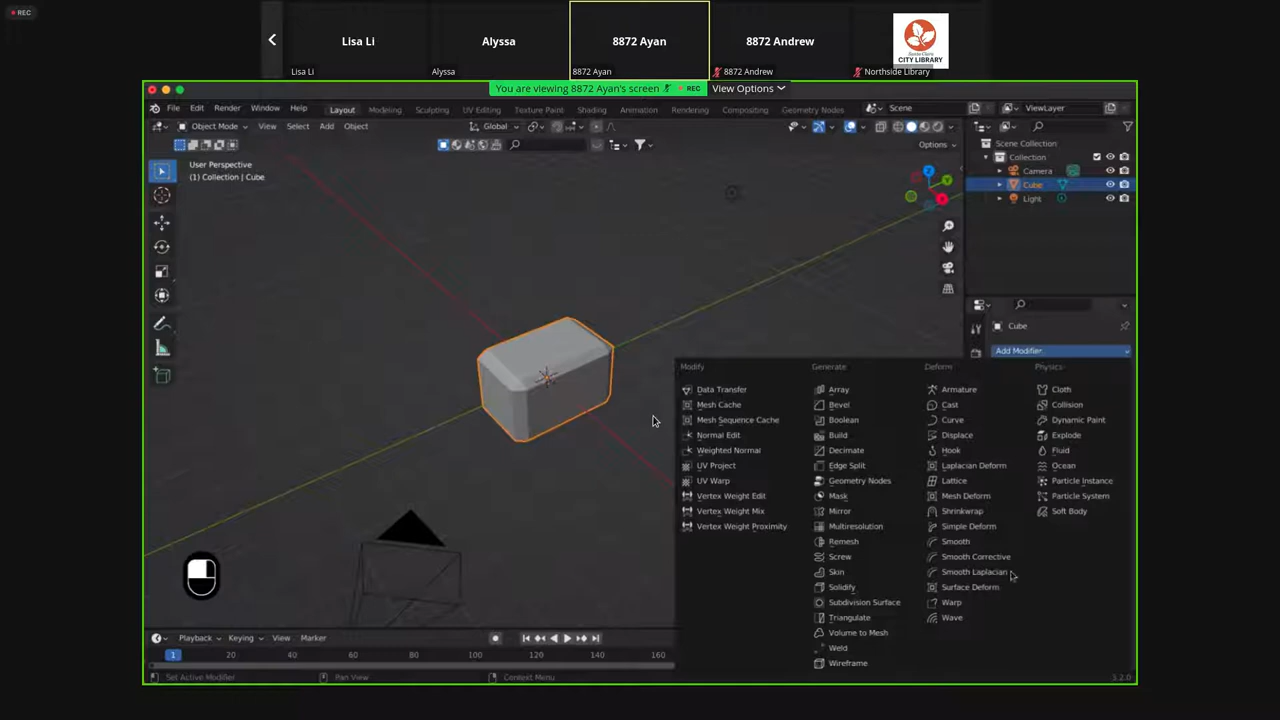 REC
Lisa Li
Alyssa
8872 Ayan
8872 Andrew
CITY LIBRARY
Lisa Li
Alyssa
8872 Ayan
8872 Andrew
Northside Library
You are viewing 8872 Ayan's screen
REC
View Options
File Edit Render Window Help
Layout Modeling Sculpting UV Editing Texture Paint Shading Animation Rendering Compositing Geometry Nodes
Scene
ViewLayer
Object Mode View Select Add Object
Global
Options
User Perspective
(1) Collection | Cube
Z
Y
X
Scene Collection
Collection
Camera
Cube
Light
Cube
Add Modifier
Modify
Data Transfer
Mesh Cache
Mesh Sequence Cache
Normal Edit
Weighted Normal
UV Project
UV Warp
Vertex Weight Edit
Vertex Weight Mix
Vertex Weight Proximity
Generate
Array
Bevel
Boolean
Build
Decimate
Edge Split
Geometry Nodes
Mask
Mirror
Multiresolution
Remesh
Screw
Skin
Solidify
Subdivision Surface
Triangulate
Volume to Mesh
Weld
Wireframe
Deform
Armature
Cast
Curve
Displace
Hook
Laplacian Deform
Lattice
Mesh Deform
Shrinkwrap
Simple Deform
Smooth
Smooth Corrective
Smooth Laplacian
Surface Deform
Warp
Wave
Physics
Cloth
Collision
Dynamic Paint
Explode
Fluid
Ocean
Particle Instance
Particle System
Soft Body
Playback Keying View Marker
1 20 40 60 80 100 120 140 160
Set Active Modifier
Pan View
Context Menu
3.2.0